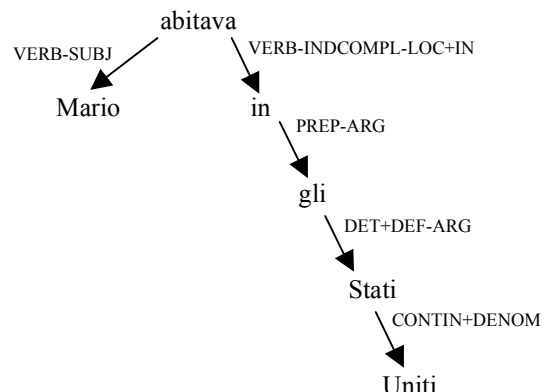 abitava
VERB-SUBJ
VERB-INDCOMPL-LOC+IN
Mario
in
PREP-ARG
gli
DET+DEF-ARG
Stati
CONTIN+DENOM
Uniti